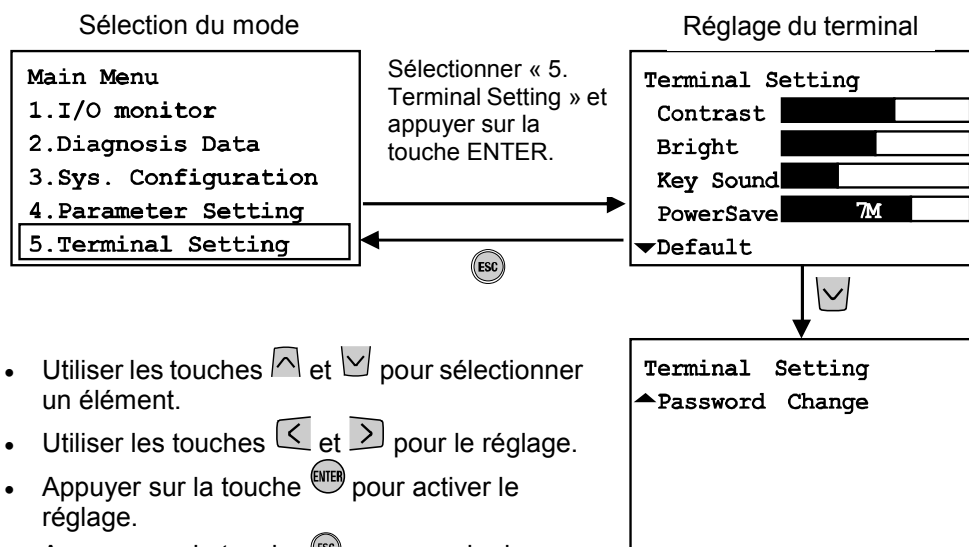 Sélection du mode
Main Menu
1.I/O monitor
2.Diagnosis Data
3.Sys. Configuration
4.Parameter Setting
5.Terminal Setting
Sélectionner « 5.
Terminal Setting » et
appuyer sur la
touche ENTER.
ESC
Réglage du terminal
Terminal Setting
Contrast
Bright
Key Sound
PowerSave 7M
Default
Terminal Setting
Password Change
• Utiliser les touches et pour sélectionner
un élément.
• Utiliser les touches et pour le réglage.
• Appuyer sur la touche ENTER pour activer le
réglage.
ESC